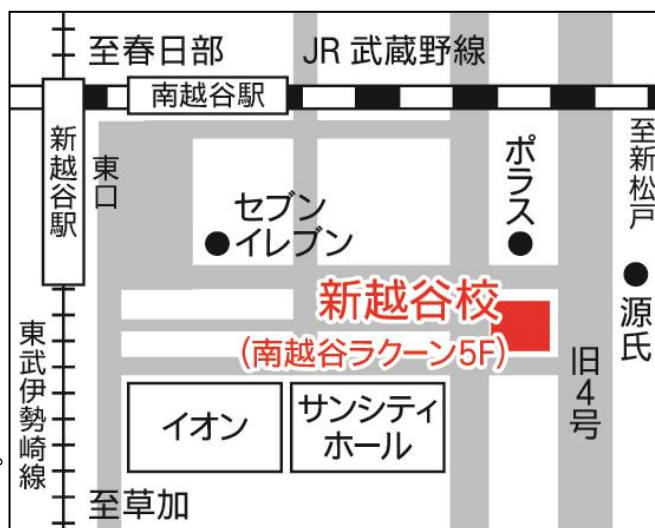 至春日部
JR 武蔵野線
南越谷駅
新越谷駅
東口
セブン
イレブン
ポラス
至新松戸
源氏
新越谷校
(南越谷ラクーン5F)
旧4号
東武伊勢崎線
イオン
サンシティ
ホール
至草加
。